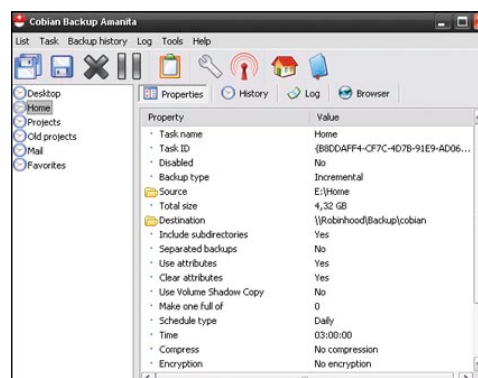 Cobian Backup Amanita
List Task Backup history Log Tools Help
Desktop
Home
Projects
Old projects
Mail
Favorites
Properties History Log Browser
Property Value
Task name Home
Task ID {B8DDAFF4-CF7C-4D7B-91E9-AD06...
Disabled No
Backup type Incremental
Source E:\Home
Total size 4,32 GB
Destination \\Robinhood\Backup\cobian
Include subdirectories Yes
Separated backups No
Use attributes Yes
Clear attributes Yes
Use Volume Shadow Copy No
Make one full of 0
Schedule type Daily
Time 03:00:00
Compress No compression
Encryption No encryption